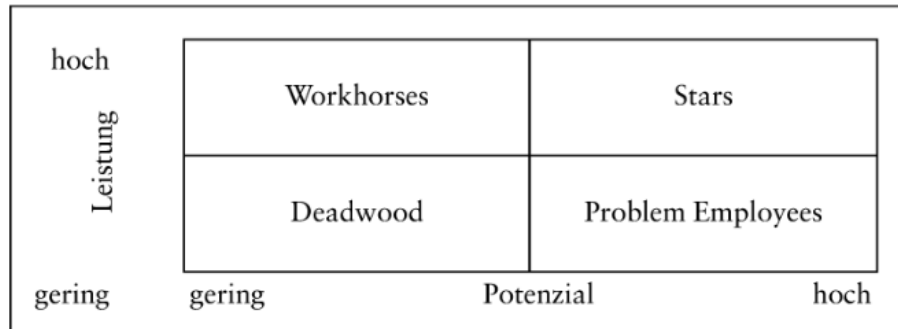 hoch
Workhorses Stars
Leistung
Deadwood Problem Employees
gering gering Potenzial hoch